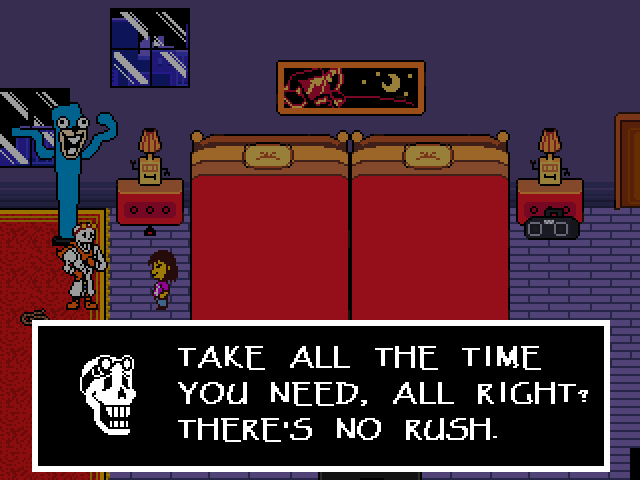 TAKE ALL THE TIME
YOU NEED, ALL RIGHT?
THERE'S NO RUSH.